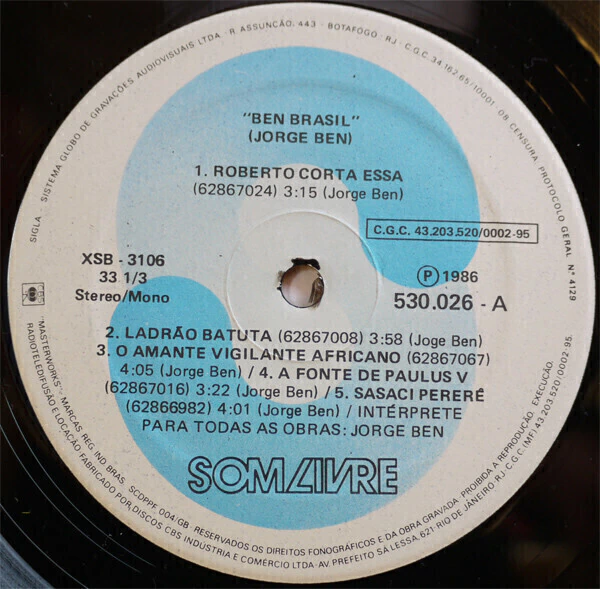 SIGLA - SISTEMA GLOBO DE GRAVAÇÕES AUDIOVISUAIS LTDA - R. ASSUNÇÃO, 443 - BOTAFOGO - RJ - C.G.C. 34.162.65/10001-08 CENSURA PROTOCOLO GERAL Nº 4129
"BEN BRASIL"
(JORGE BEN)
1. ROBERTO CORTA ESSA
(62867024) 3:15 (Jorge Ben)
C.G.C. 43.203.520/0002-95
XSB - 3106
33 1/3
Stereo/Mono
Ⓟ 1986
530.026 - A
2. LADRÃO BATUTA (62867008) 3:58 (Joge Ben)
3. O AMANTE VIGILANTE AFRICANO (62867067)
4:05 (Jorge Ben) / 4. A FONTE DE PAULUS V
(62867016) 3:22 (Jorge Ben) / 5. SASACI PERERÉ
(62866982) 4:01 (Jorge Ben) / INTÉRPRETE
PARA TODAS AS OBRAS: JORGE BEN
SOM LIVRE
"MASTERWORKS" - MARCAS REG. IND. BRAS. SCDPPF 004/GB - RESERVADOS OS DIREITOS FONOGRÁFICOS E DA OBRA GRAVADA. PROIBIDA A REPRODUÇÃO, EXECUÇÃO,
RADIOTELEDIFUSÃO E LOCAÇÃO FABRICADO POR DISCOS CBS INDÚSTRIA E COMÉRCIO LTDA - AV. PREFEITO SÁ LESSA, 621 RIO DE JANEIRO - RJ - C.G.C. (MF) 43.203.520/0002-95.